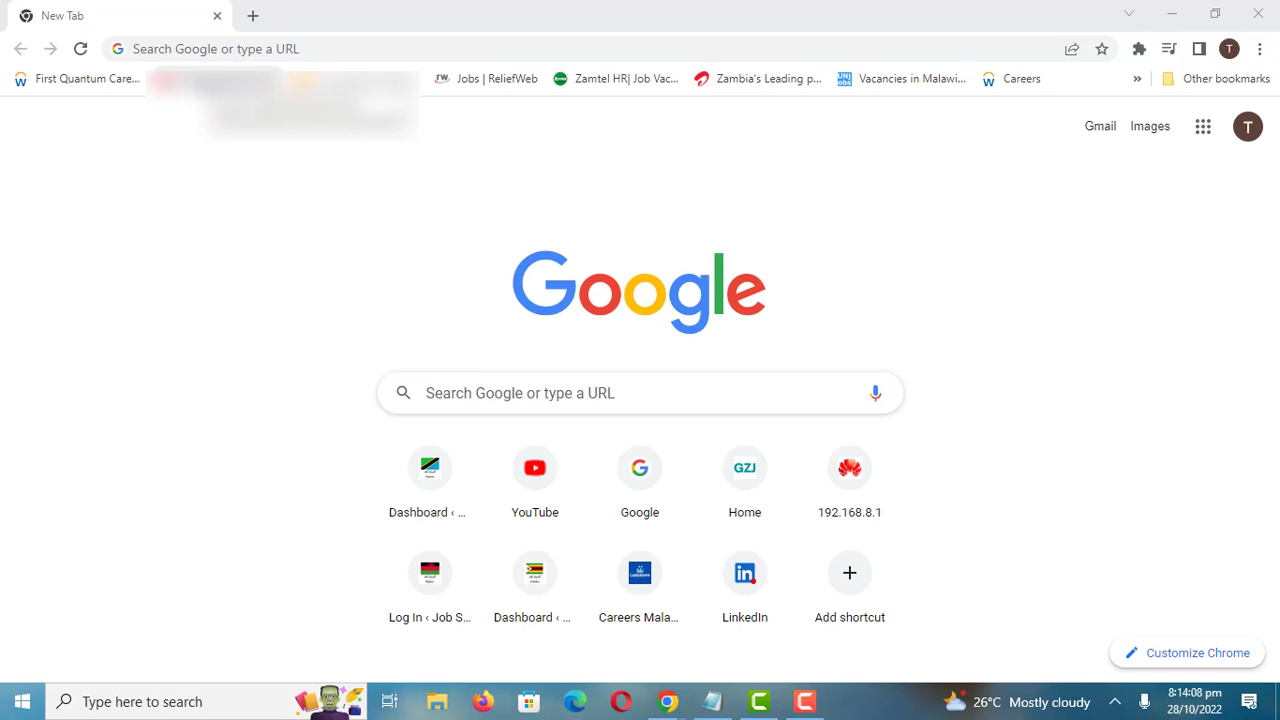 New Tab
Search Google or type a URL
T
First Quantum Care...
rw Jobs | ReliefWeb
Zamtel HR| Job Vac...
Zambia's Leading p...
Vacancies in Malawi...
Careers
»
Other bookmarks
Gmail Images T
Google
Search Google or type a URL
GZJ
Dashboard ‹ ... YouTube Google Home 192.168.8.1
in
Log In ‹ Job S... Dashboard ‹ ... Careers Mala... LinkedIn Add shortcut
Customize Chrome
Type here to search
26°C Mostly cloudy
8:14:08 pm
28/10/2022